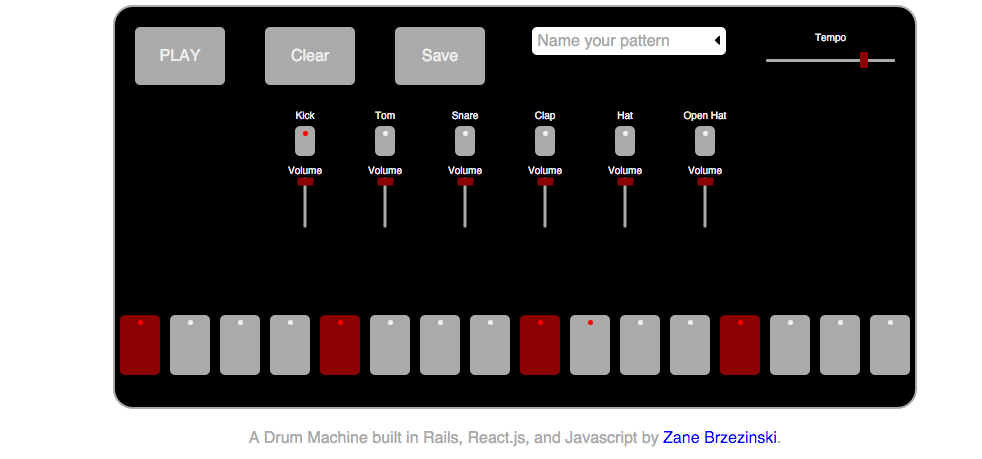 PLAY Clear Save Name your pattern Tempo
Kick Tom Snare Clap Hat Open Hat
Volume Volume Volume Volume Volume Volume
A Drum Machine built in Rails, React.js, and Javascript by Zane Brzezinski.